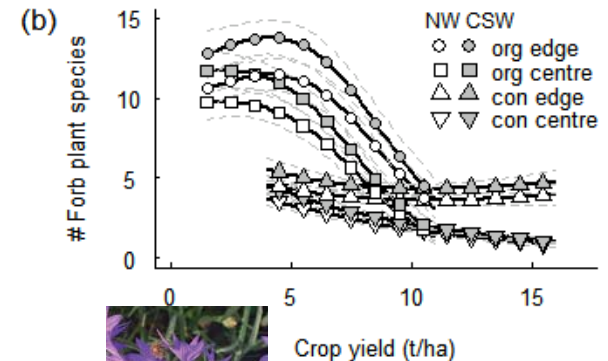 (b)
NW CSW
org edge
org centre
con edge
con centre
# Forb plant species
15
10
5
0
0 5 10 15
Crop yield (t/ha)